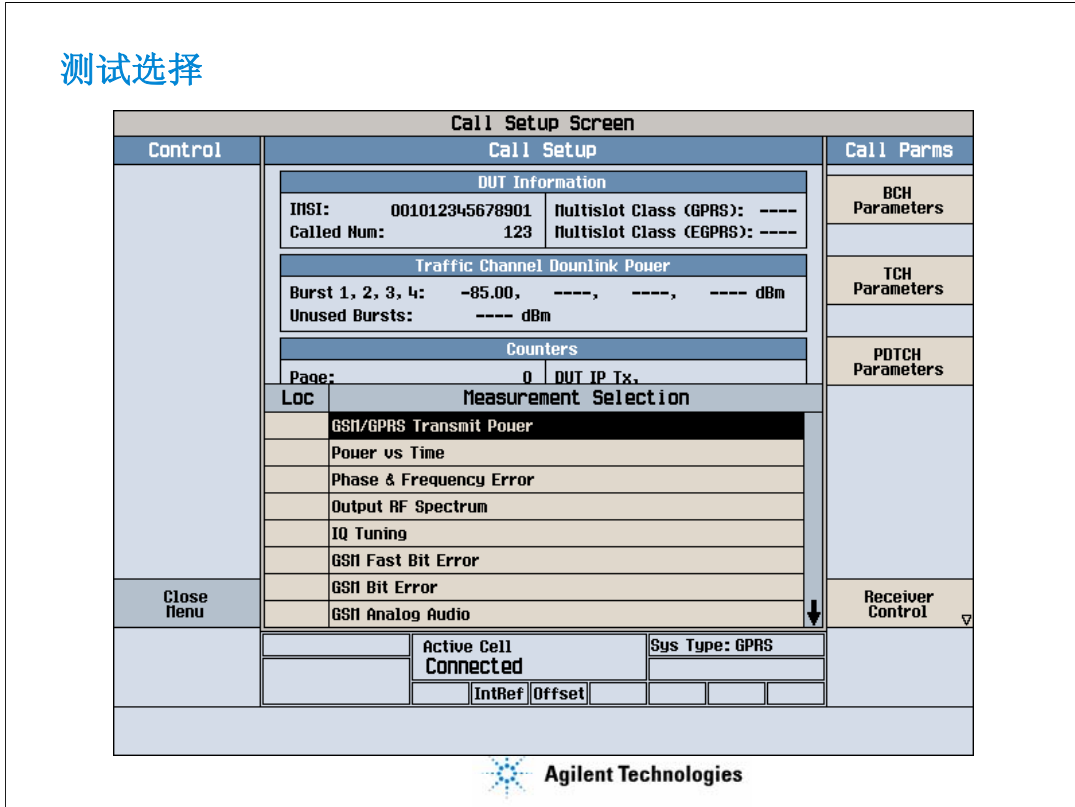 测试选择
Call Setup Screen
Control
Call Setup
Call Parms
DUT Information
IMSI: 001012345678901
Called Num: 123
Multislot Class (GPRS): ----
Multislot Class (EGPRS): ----
Traffic Channel Downlink Power
Burst 1, 2, 3, 4: -85.00, ----, ----, ---- dBm
Unused Bursts: ---- dBm
Counters
Page: 0
DUT IP Tx,
Loc
Measurement Selection
GSM/GPRS Transmit Power
Power vs Time
Phase & Frequency Error
Output RF Spectrum
IQ Tuning
GSM Fast Bit Error
GSM Bit Error
GSM Analog Audio
Close
Menu
BCH
Parameters
TCH
Parameters
PDTCH
Parameters
Receiver
Control
Active Cell
Connected
Sys Type: GPRS
IntRef
Offset
Agilent Technologies